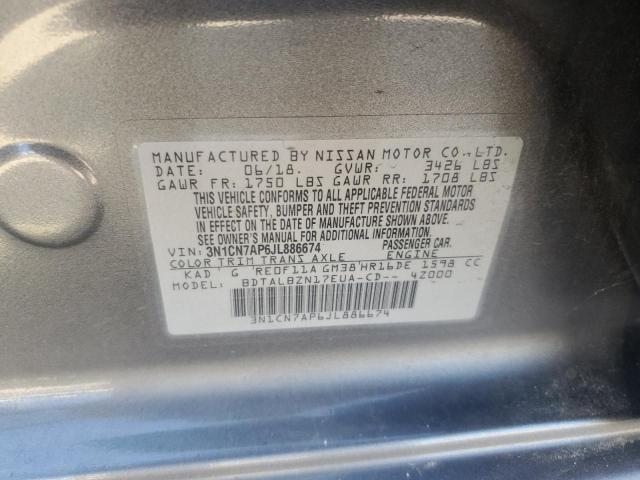 MANUFACTURED BY NISSAN MOTOR CO., LTD.
DATE: 06/18. GVWR: 3426 LBS
GAWR FR: 1750 LBS GAWR RR: 1708 LBS
THIS VEHICLE CONFORMS TO ALL APPLICABLE FEDERAL MOTOR
VEHICLE SAFETY, BUMPER AND THEFT PREVENTION STANDARDS
IN EFFECT ON THE DATE OF MANUFACTURE SHOWN ABOVE.
SEE OWNER'S MANUAL FOR ADDITIONAL INFORMATION.
VIN: 3N1CN7AP6JL886674 PASSENGER CAR.
COLOR TRIM TRANS AXLE ENGINE
KAD G RE0F11A GM38 HR16DE 1598 CC
MODEL BDTALBZN17EUA-CD-- 4Z000
3N1CN7AP6JL886674